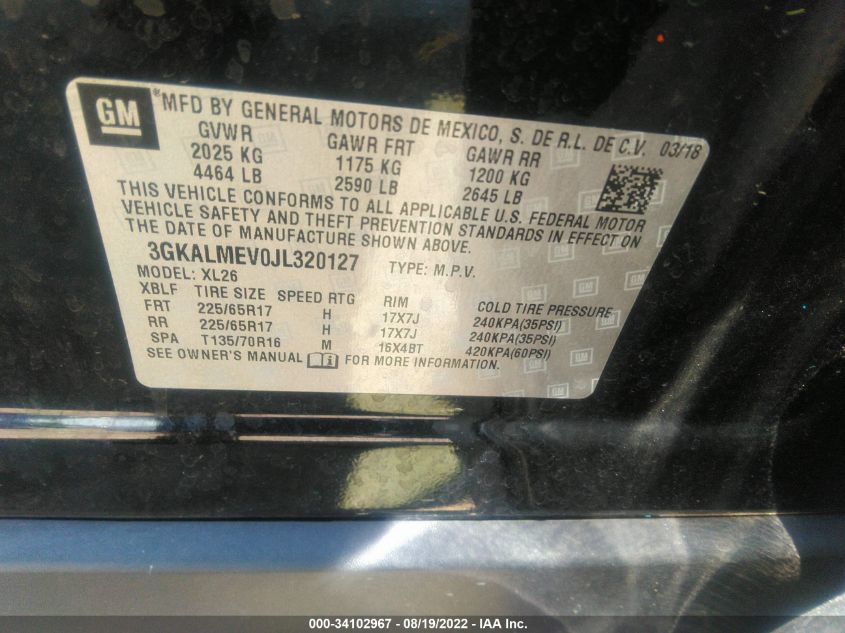 GM
®MFD BY GENERAL MOTORS DE MEXICO, S. DE R.L. DE C.V. 03/18
GVWR GAWR FRT GAWR RR
2025 KG 1175 KG 1200 KG
4464 LB 2590 LB 2645 LB
THIS VEHICLE CONFORMS TO ALL APPLICABLE U.S. FEDERAL MOTOR
VEHICLE SAFETY AND THEFT PREVENTION STANDARDS IN EFFECT ON
THE DATE OF MANUFACTURE SHOWN ABOVE.
3GKALMEV0JL320127 TYPE: M.P.V.
MODEL: XL26
XBLF TIRE SIZE SPEED RTG RIM COLD TIRE PRESSURE
FRT 225/65R17 H 17X7J 240KPA(35PSI)
RR 225/65R17 H 17X7J 240KPA(35PSI)
SPA T135/70R16 M 16X4BT 420KPA(60PSI)
SEE OWNER'S MANUAL FOR MORE INFORMATION.
000-34102967 - 08/19/2022 - IAA Inc.